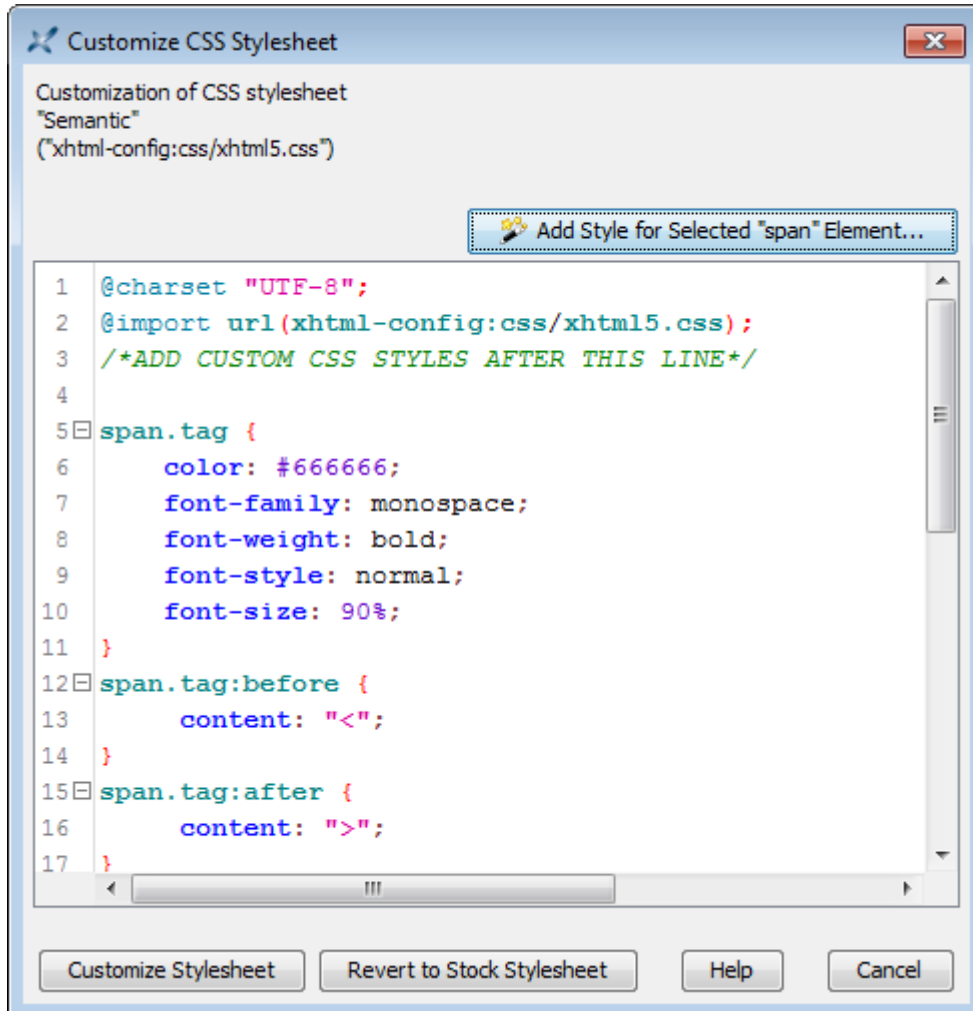 Customize CSS Stylesheet
Customization of CSS stylesheet
"Semantic"
("xhtml-config:css/xhtml5.css")
Add Style for Selected "span" Element...
1 @charset "UTF-8";
2 @import url(xhtml-config:css/xhtml5.css);
3 /*ADD CUSTOM CSS STYLES AFTER THIS LINE*/
4
5 span.tag {
6 color: #666666;
7 font-family: monospace;
8 font-weight: bold;
9 font-style: normal;
10 font-size: 90%;
11 }
12 span.tag:before {
13 content: "<";
14 }
15 span.tag:after {
16 content: ">";
17 }
Customize Stylesheet Revert to Stock Stylesheet Help Cancel